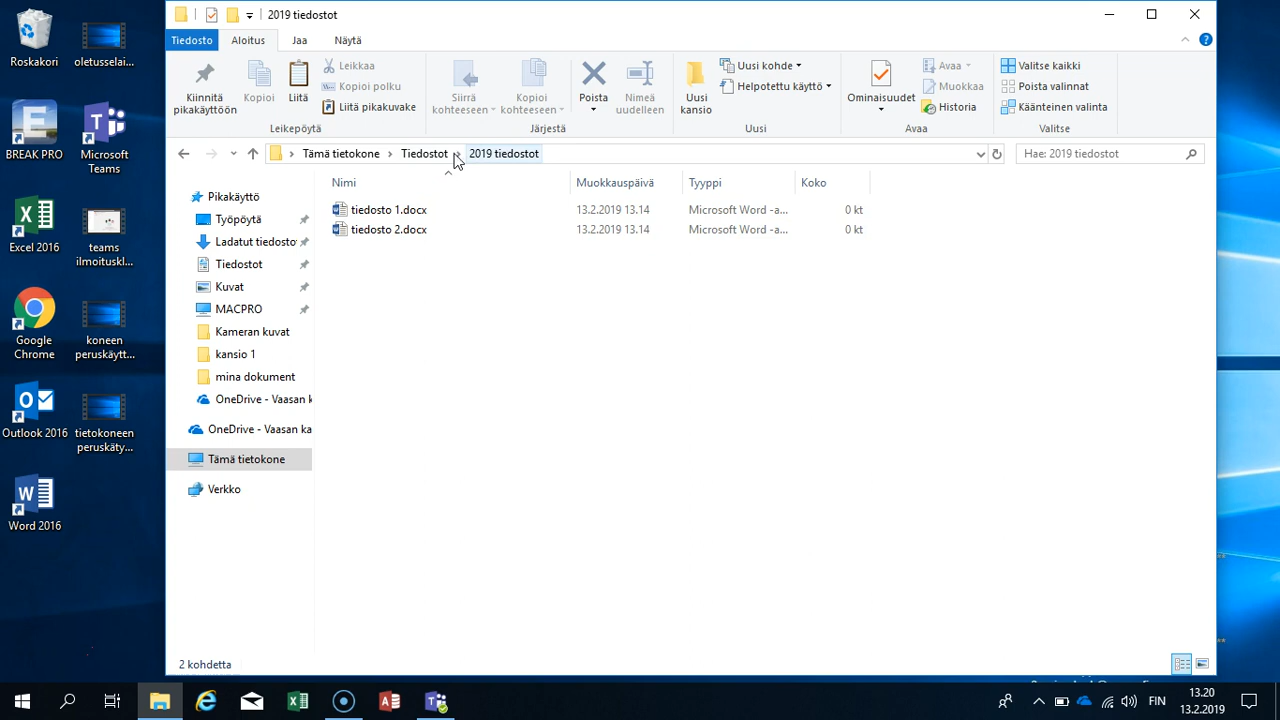 2019 tiedostot
Tiedosto
Aloitus
Jaa
Näytä
Kiinnitä
pikakäyttöön
Kopioi
Liitä
Leikkaa
Kopioi polku
Liitä pikakuvake
Leikepöytä
Siirrä
kohteeseen
Kopioi
kohteeseen
Poista
Nimeä
uudelleen
Järjestä
Uusi
kansio
Uusi kohde
Helpotettu käyttö
Uusi
Ominaisuudet
Avaa
Muokkaa
Historia
Avaa
Valitse kaikki
Poista valinnat
Käänteinen valinta
Valitse
Tämä tietokone
Tiedostot
2019 tiedostot
Hae: 2019 tiedostot
Nimi
Muokkauspäivä
Tyyppi
Koko
tiedosto 1.docx
13.2.2019 13.14
Microsoft Word -a...
0 kt
tiedosto 2.docx
13.2.2019 13.14
Microsoft Word -a...
0 kt
Pikakäyttö
Työpöytä
Ladatut tiedosto
Tiedostot
Kuvat
MACPRO
Kameran kuvat
kansio 1
mina dokument
OneDrive - Vaasan k
OneDrive - Vaasan ka
Tämä tietokone
Verkko
2 kohdetta
Roskakori
oletusselai...
BREAK PRO
Microsoft
Teams
Excel 2016
teams
ilmoituskl...
Google
Chrome
koneen
peruskäytt...
Outlook 2016
tietokoneen
peruskäty...
Word 2016
FIN
13.20
13.2.2019